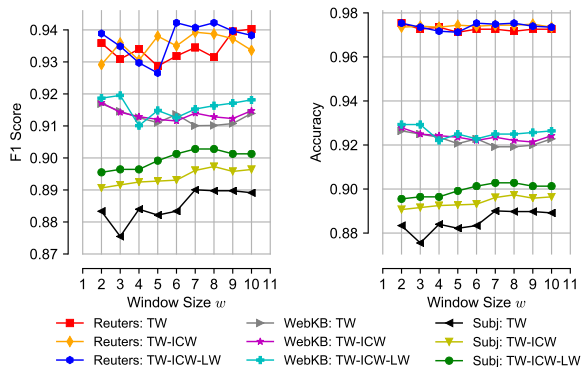 0.94
0.93
0.92
0.91
0.90
0.89
0.88
0.87
F1 Score
1 2 3 4 5 6 7 8 9 10 11
Window Size w
0.98
0.96
0.94
0.92
0.90
0.88
Accuracy
1 2 3 4 5 6 7 8 9 10 11
Window Size w
Reuters: TW WebKB: TW Subj: TW
Reuters: TW-ICW WebKB: TW-ICW Subj: TW-ICW
Reuters: TW-ICW-LW WebKB: TW-ICW-LW Subj: TW-ICW-LW